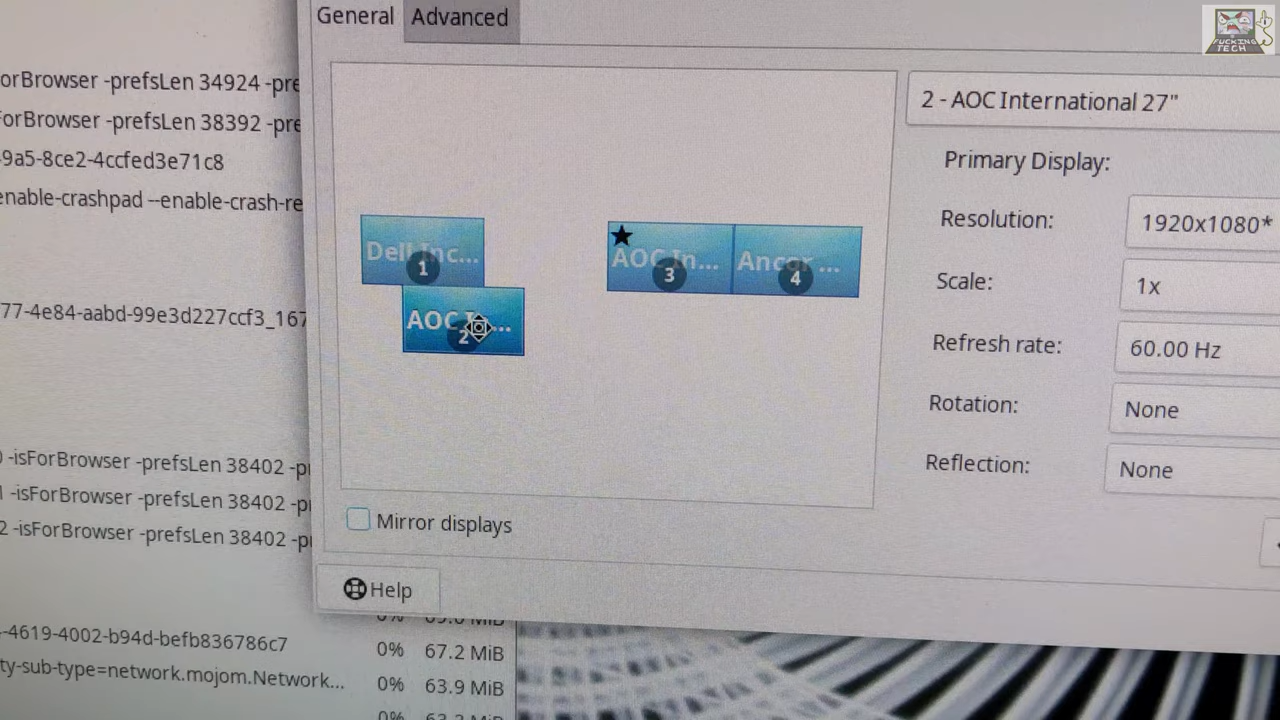 General
Advanced
FUCKING
TECH
orBrowser -prefsLen 34924 -pre
2 - AOC International 27"
forBrowser -prefsLen 38392 -pre
9a5-8ce2-4ccfed3e71c8
Primary Display:
enable-crashpad --enable-crash-re
Resolution:
1920x1080*
Dell Inc...
1
AOC In...
3
Ancor ...
4
Scale:
1x
77-4e84-aabd-99e3d227ccf3_167
AOC I...
2
Refresh rate:
60.00 Hz
Rotation:
None
-isForBrowser -prefsLen 38402 -p
Reflection:
None
-isForBrowser -prefsLen 38402 -p
Mirror displays
2 -isForBrowser -prefsLen 38402 -p
Help
-4619-4002-b94d-befb836786c7
0%
67.2 MiB
ty-sub-type=network.mojom.Network...
0%
63.9 MiB